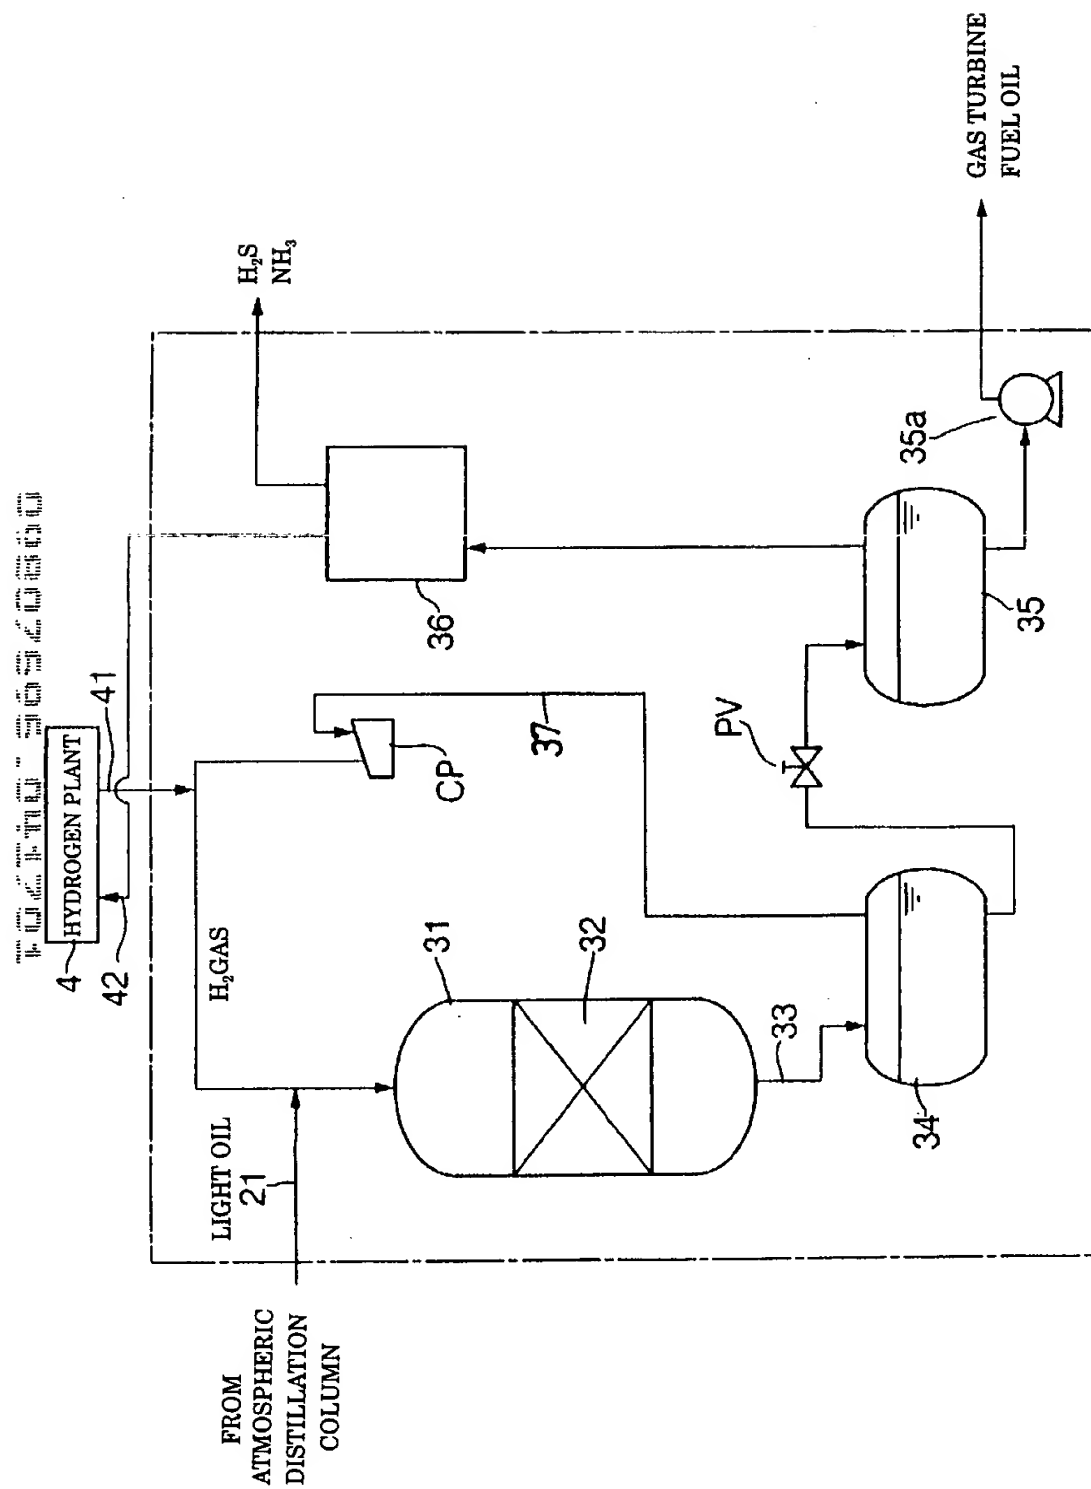 4
HYDROGEN PLANT
41
42
H₂GAS
LIGHT OIL
21
FROM
ATMOSPHERIC
DISTILLATION
COLUMN
31
32
33
34
37
CP
PV
35
35a
36
H₂S
NH₃
GAS TURBINE
FUEL OIL